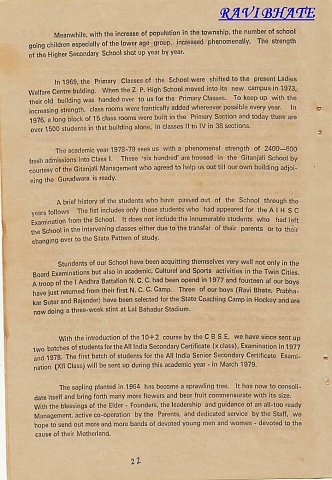 RAVI BHATE
Meanwhile, with the increase of population in the township, the number of school
going children especially of the lower age group, increased phenomenally. The strength
of the Higher Secondary School shot up year by year.
In 1969, the Primary Classes of the School were shifted to the present Ladies
Welfare Centre bulding. When the Z. P. High School moved into its new campus in 1973,
their old building was handed over to us for the Primary Classes. To keep up with the
increasing strength, class rooms were frantically added wherever possible every year. In
1976, a long block of 15 class rooms were built in the Primary Section and today there are
over 1500 students in that building alone, in classes II to IV in 36 sections.
The academic year 1978-79 sees us with a phenomenal strength of 2400—600
fresh admissions into Class I. These 'six hundred' are housed in the Gitanjali School by
courtesy of the Gitanjali Management who agreed to help us out till our own building adjoi-
ning the Gurudwara is ready.
A brief history of the students who have passed out of the School through the
years follows The list includes only those students who had appeared for the A I H S C
Examination from the School. It does not include the innumerable students who had left
the School in the intervening classes either due to the transfar of their parents or to their
changing over to the State Pattern of study.
Stundents of our School have been acquitting themselves very well not only in the
Board Examinations but also in academic, Culturel and Sports activities in the Twin Cities.
A troop of the I Andhra Battalion N. C. C. had been opend in 1977 and fourteen al our boys
have just returned from their first N. C. C. Camp. Three of our boys (Ravi Bhate, Prabha-
kar Sutar and Rajender) have been selected for the State Coaching Camp in Hockey and are
now doing a three-week stint at Lal Bahadur Stadium.
With the introduction of the 10+2 course by the C B S E, we have since sent up
two batches of students for the All India Secondary Certificate (x class), Examination in 1977
and 1978. The first batch of students for the All India Senior Secondary Certificate Exami-
nation (XII Class) will be sent up during this academic year - in March 1979.
The sapling planted in 1964 has become a sprawling tree. It has now to consoli-
date itself and bring forth many more flowers and bear fruit commensurate with its size.
With the blessings of the Elder - Founders, the leadership and guidance of an all-too ready
Management, active co-operation by the Parents, and dedicated service by the Staff, we
hope to send out more and more bands of devoted young men and women - devoted to the
cause of their Motherland.
22